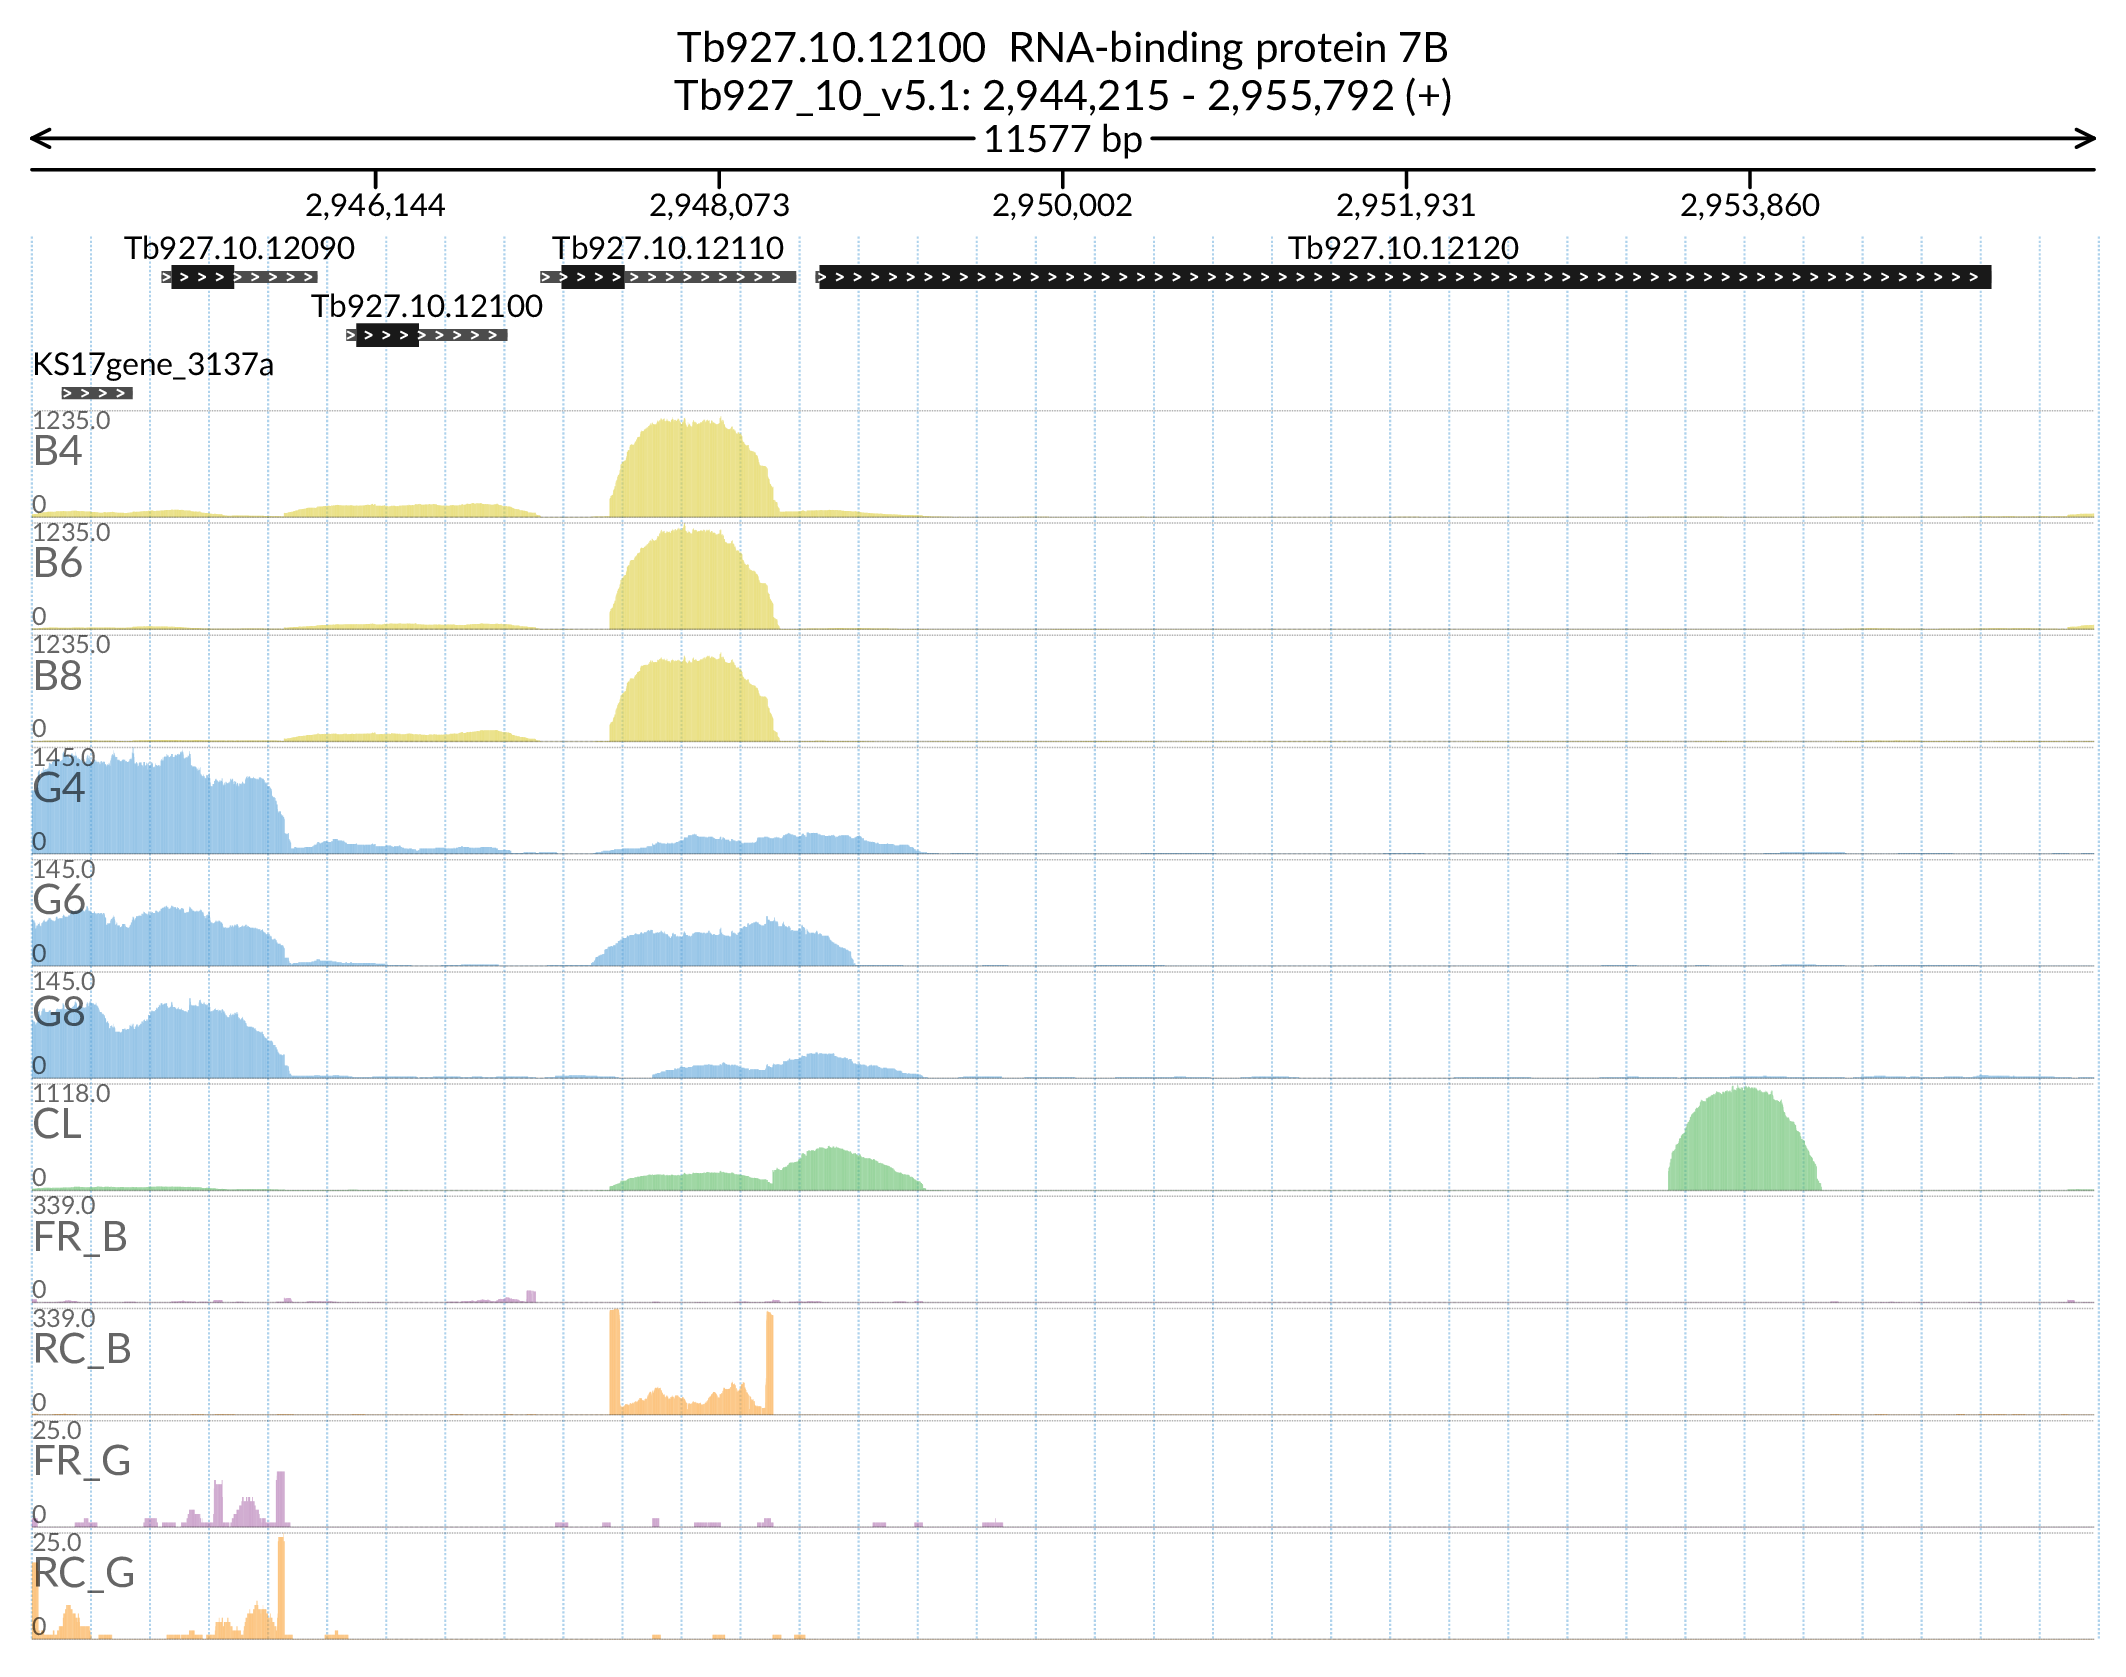 Tb927.10.12100  RNA-binding protein 7B
Tb927_10_v5.1: 2,944,215 - 2,955,792 (+)
11577 bp
2,946,144 2,948,073 2,950,002 2,951,931 2,953,860
Tb927.10.12090 Tb927.10.12110 Tb927.10.12120
Tb927.10.12100
KS17gene_3137a
1235.0
B4
0
1235.0
B6
0
1235.0
B8
0
145.0
G4
0
145.0
G6
0
145.0
G8
0
1118.0
CL
0
339.0
FR_B
0
339.0
RC_B
0
25.0
FR_G
0
25.0
RC_G
0